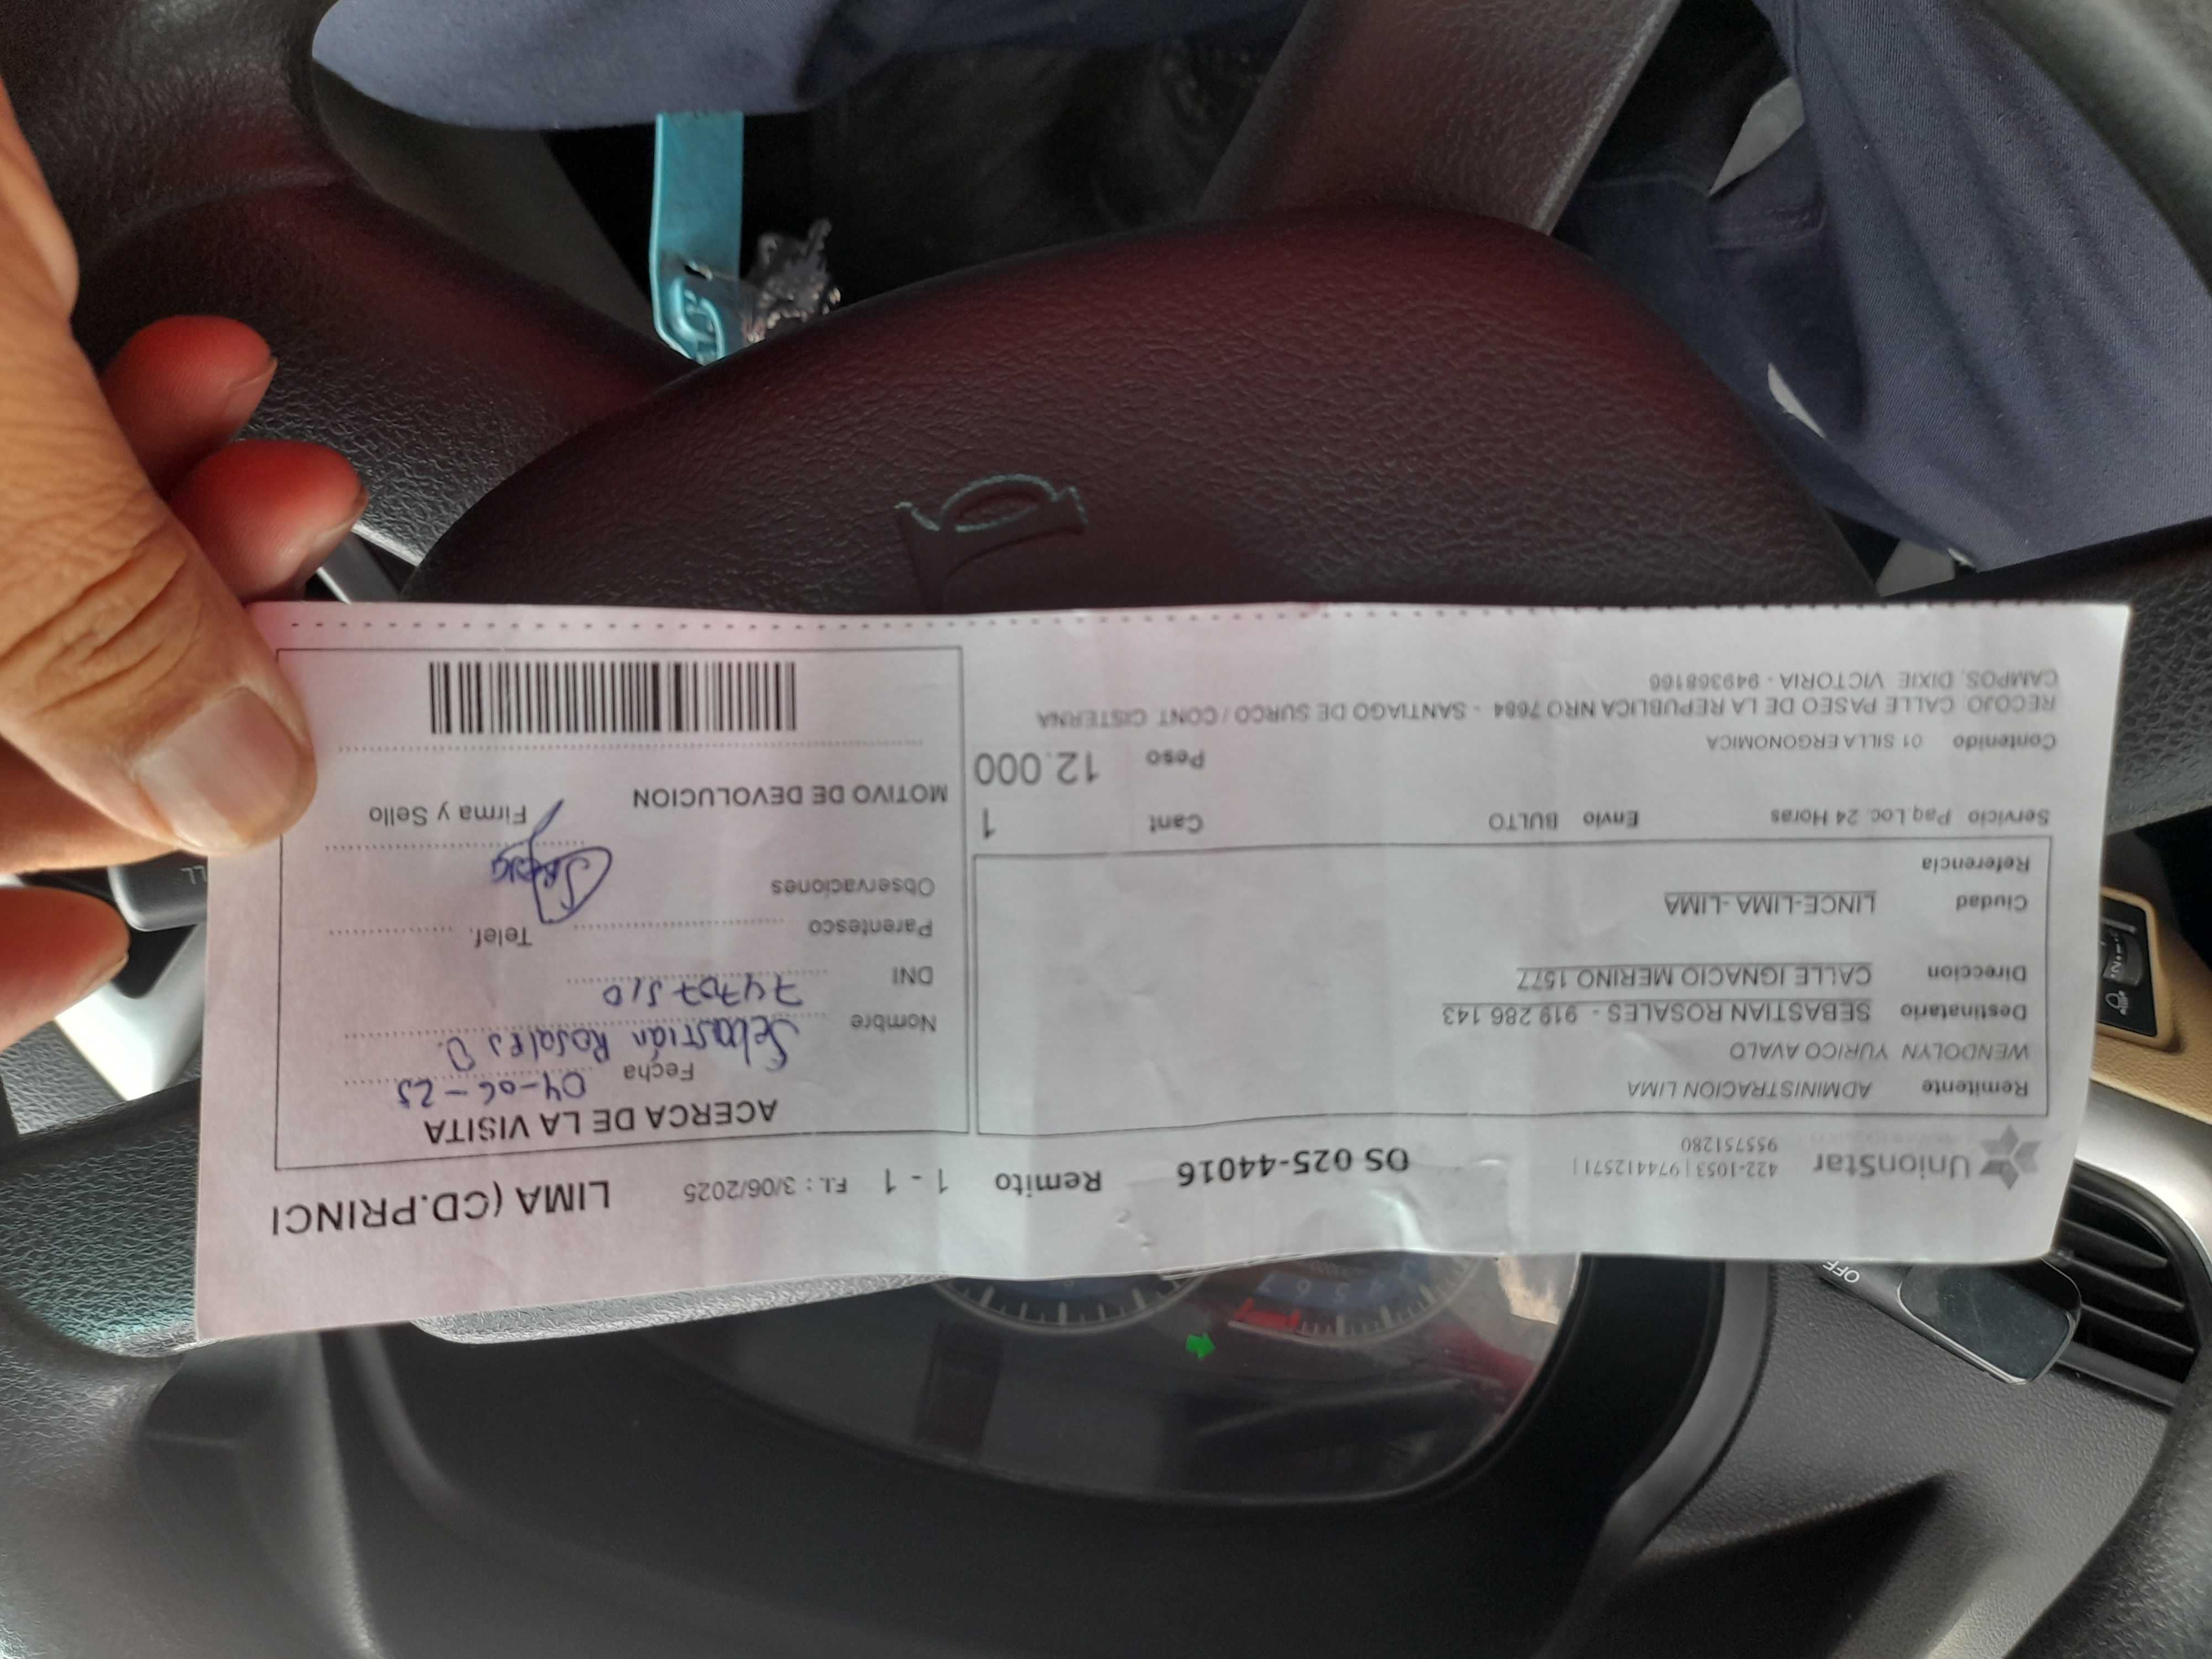 UnionStar
422-1053 | 974412571 |
955751280
OS 025-44016
Remito 1 - 1 F.I. : 3/06/2025 LIMA (CD.PRINCI
Remitente ADMINISTRACION LIMA
WENDOLYN YURICO AVALO
Destinatario SEBASTIAN ROSALES - 919 286 143
Direccion CALLE IGNACIO MERINO 1577
Ciudad LINCE-LIMA -LIMA
Referencia
Servicio Paq Loc. 24 Horas Envio BULTO Cant 1
Contenido 01 SILLA ERGONOMICA Peso 12.000
RECOJO: CALLE PASEO DE LA REPUBLICA NRO 7684 - SANTIAGO DE SURCO / CONT. CISTERNA
CAMPOS, DIXIE VICTORIA - 949368166
ACERCA DE LA VISITA
Fecha 04-06-25
Nombre Sebastián Rosales O.
DNI 74707510
Parentesco Telef.
Observaciones
Firma y Sello
MOTIVO DE DEVOLUCION
OFF